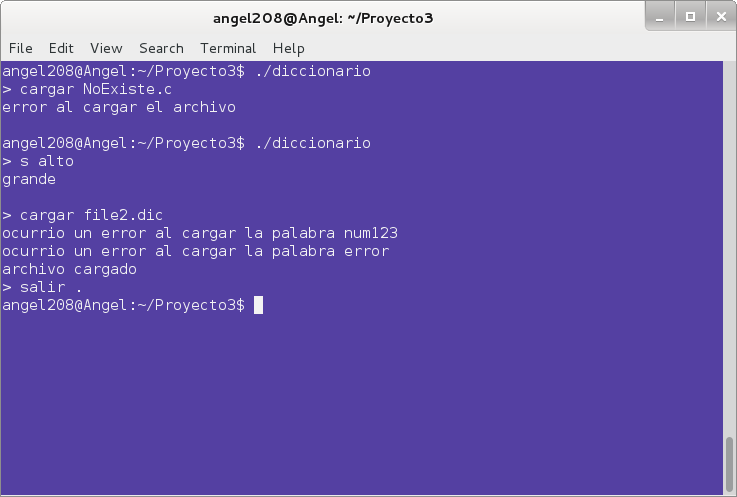 angel208@Angel: ~/Proyecto3
File Edit View Search Terminal Help
angel208@Angel:~/Proyecto3$ ./diccionario
> cargar NoExiste.c
error al cargar el archivo
angel208@Angel:~/Proyecto3$ ./diccionario
> s alto
grande
> cargar file2.dic
ocurrio un error al cargar la palabra num123
ocurrio un error al cargar la palabra error
archivo cargado
> salir .
angel208@Angel:~/Proyecto3$